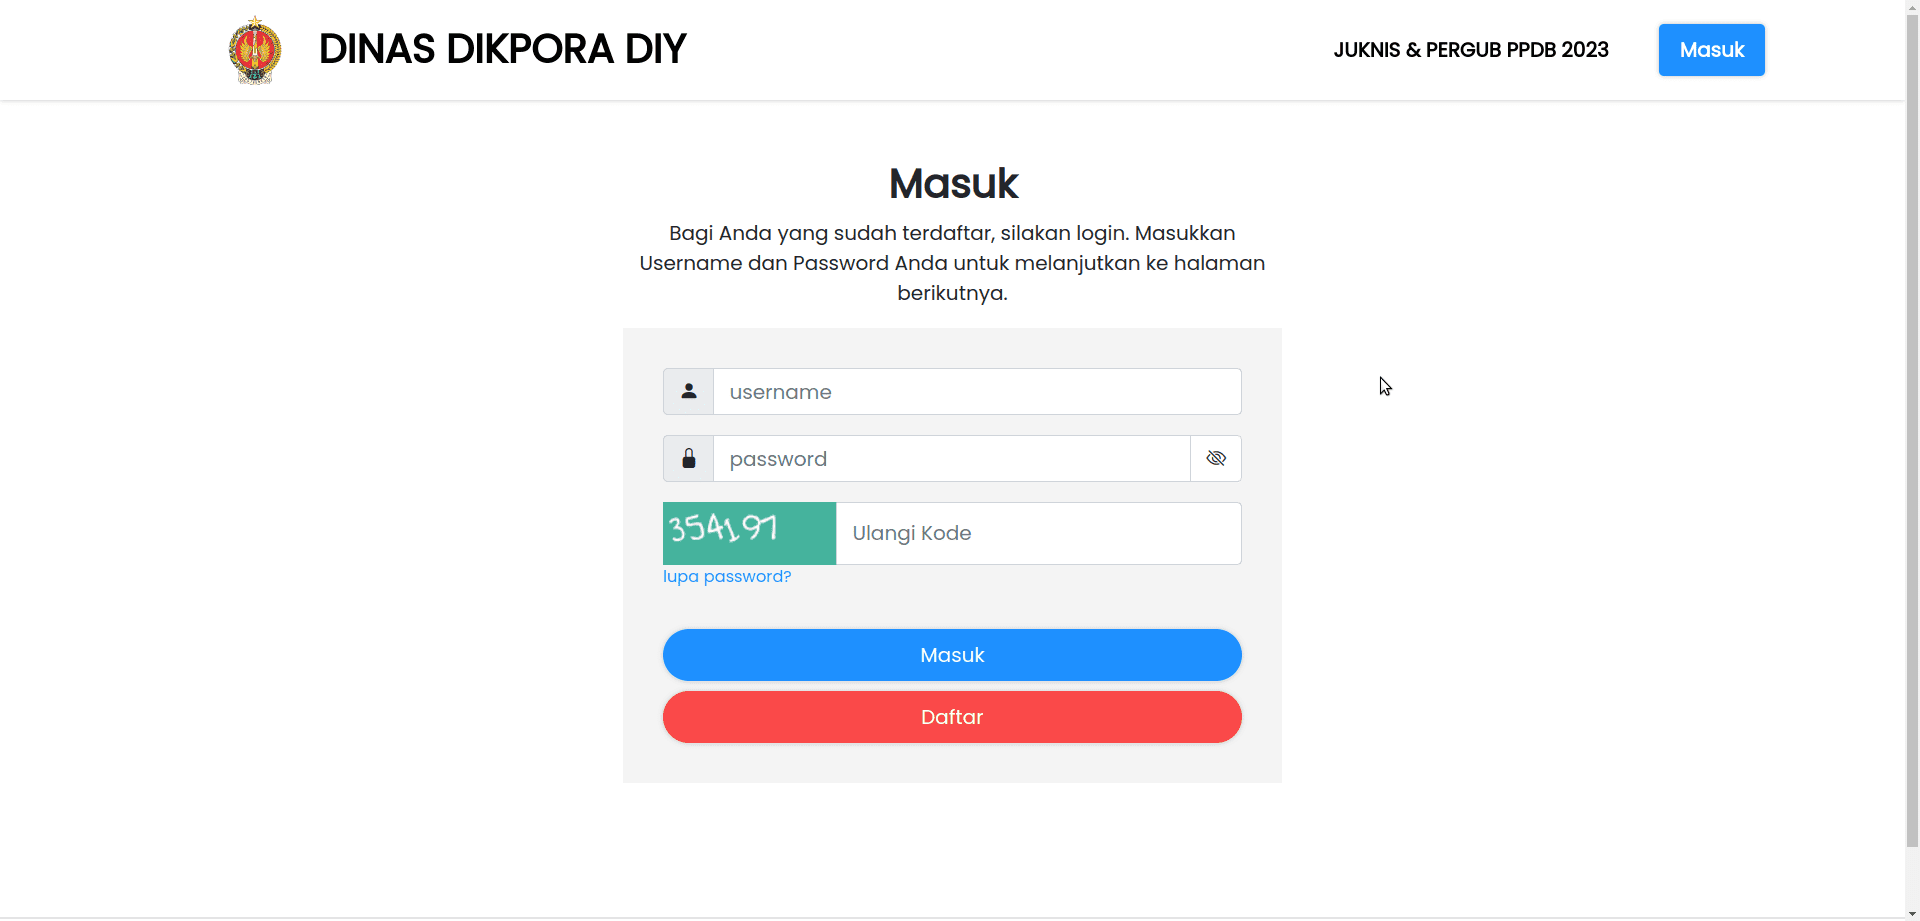 DINAS DIKPORA DIY
JUKNIS & PERGUB PPDB 2023
Masuk
Masuk
Bagi Anda yang sudah terdaftar, silakan login. Masukkan
Username dan Password Anda untuk melanjutkan ke halaman
berikutnya.
username
password
354197
Ulangi Kode
lupa password?
Masuk
Daftar